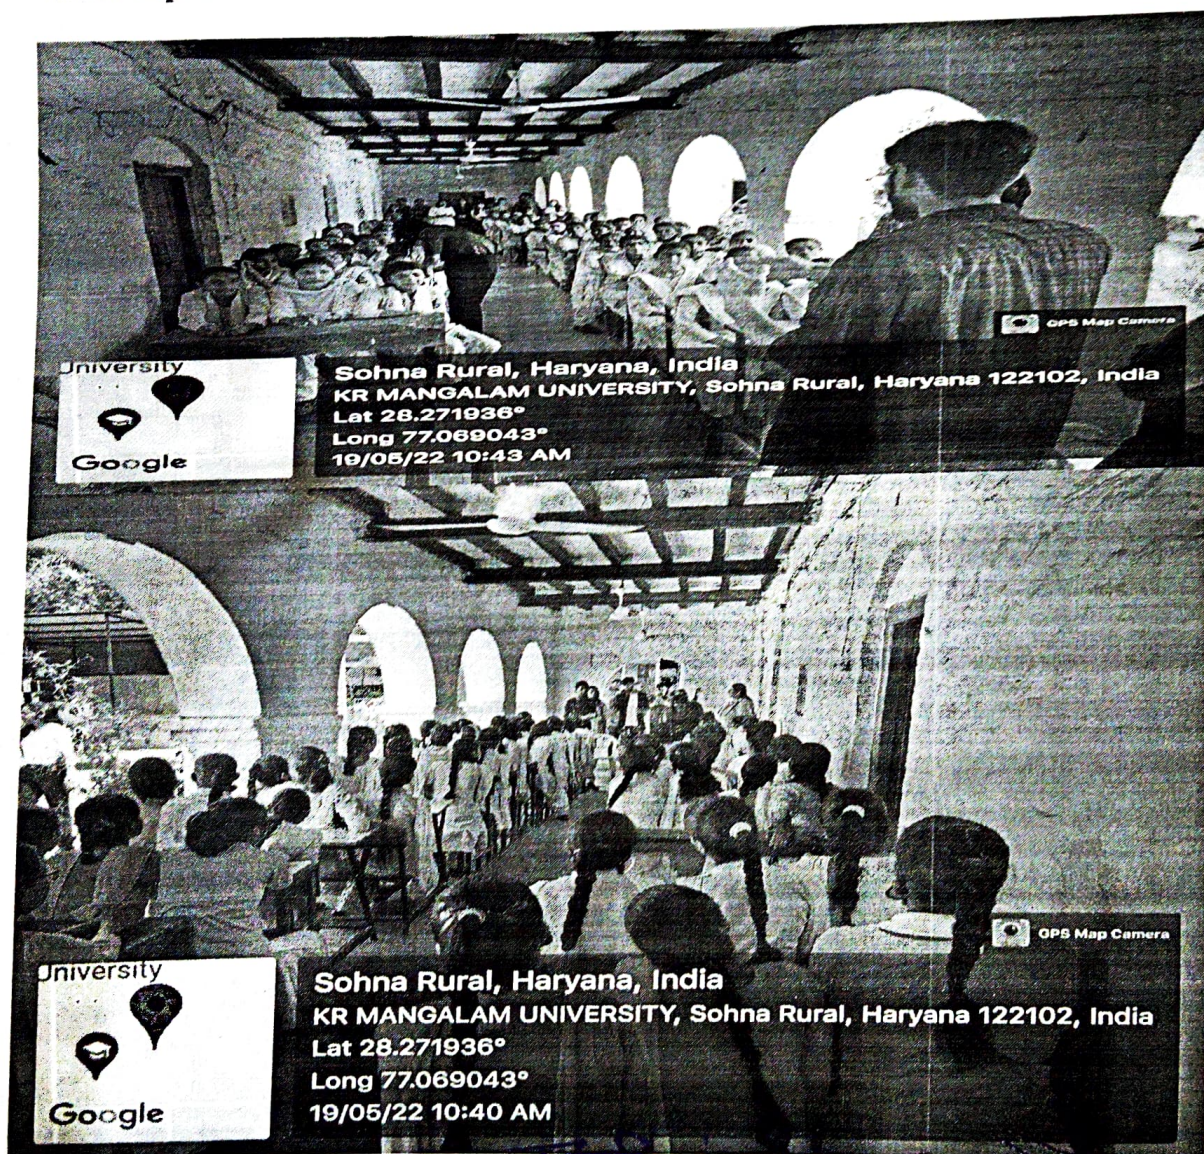 GPS Map Camera
University
Google
Sohna Rural, Haryana, India
KR MANGALAM UNIVERSITY, Sohna Rural, Haryana 122102, India
Lat 28.271936°
Long 77.069043°
19/05/22 10:43 AM
GPS Map Camera
University
Google
Sohna Rural, Haryana, India
KR MANGALAM UNIVERSITY, Sohna Rural, Haryana 122102, India
Lat 28.271936°
Long 77.069043°
19/05/22 10:40 AM